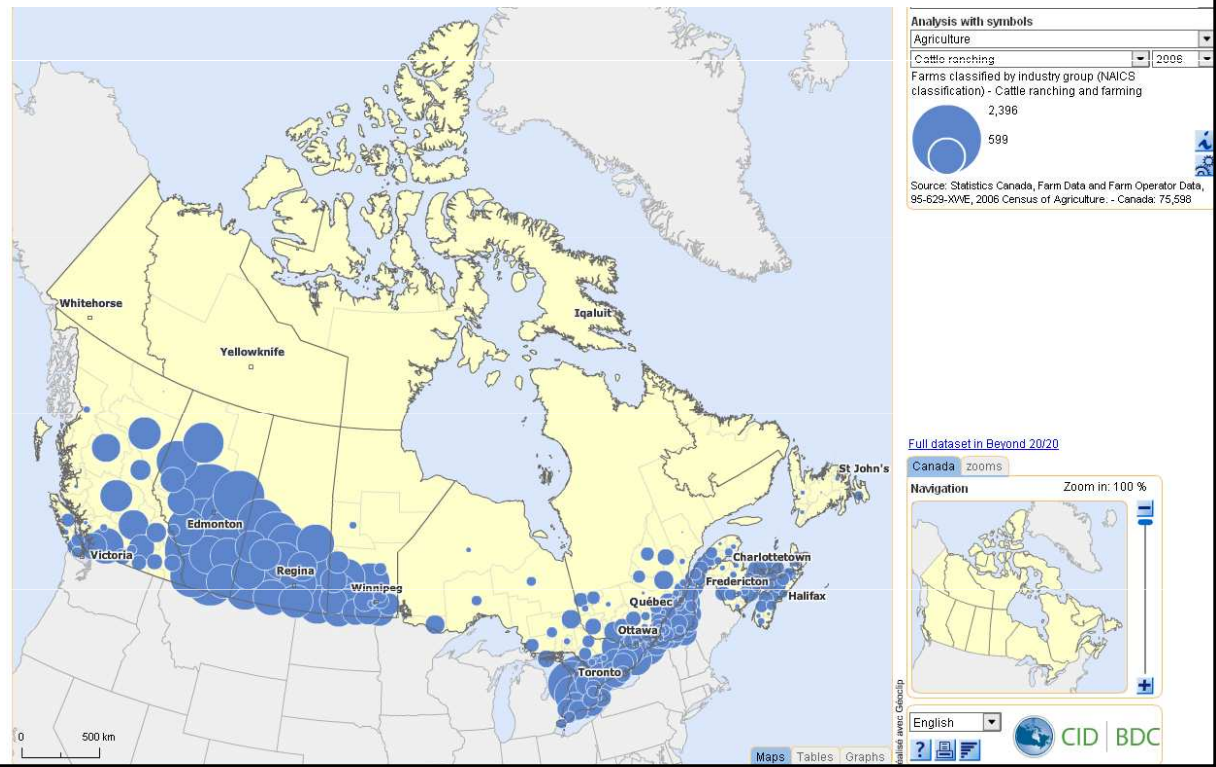 Analysis with symbols
Agriculture
Cattle ranching
2006
Farms classified by industry group (NAICS
classification) - Cattle ranching and farming
2,396
599
Source: Statistics Canada, Farm Data and Farm Operator Data,
95-629-XWE, 2006 Census of Agriculture. - Canada: 75,598
Whitehorse
Yellowknife
Iqaluit
St John's
Edmonton
Victoria
Regina
Winnipeg
Charlottetown
Fredericton
Halifax
Québec
Ottawa
Toronto
0 500 km
Maps Tables Graphs
éalisé avec Géoclip
Full dataset in Beyond 20/20
Canada zooms
Navigation Zoom in: 100 %
English
?
CID BDC